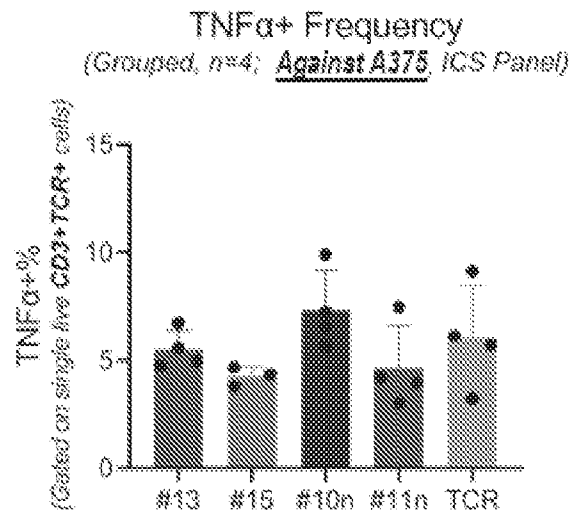 TNFα+ Frequency
(Grouped, n=4; Against A375, ICS Panel)
TNFα+%
(Gated on single live CD3+TCR+ cells)
15
10
5
0
#13 #15 #10n #11n TCR